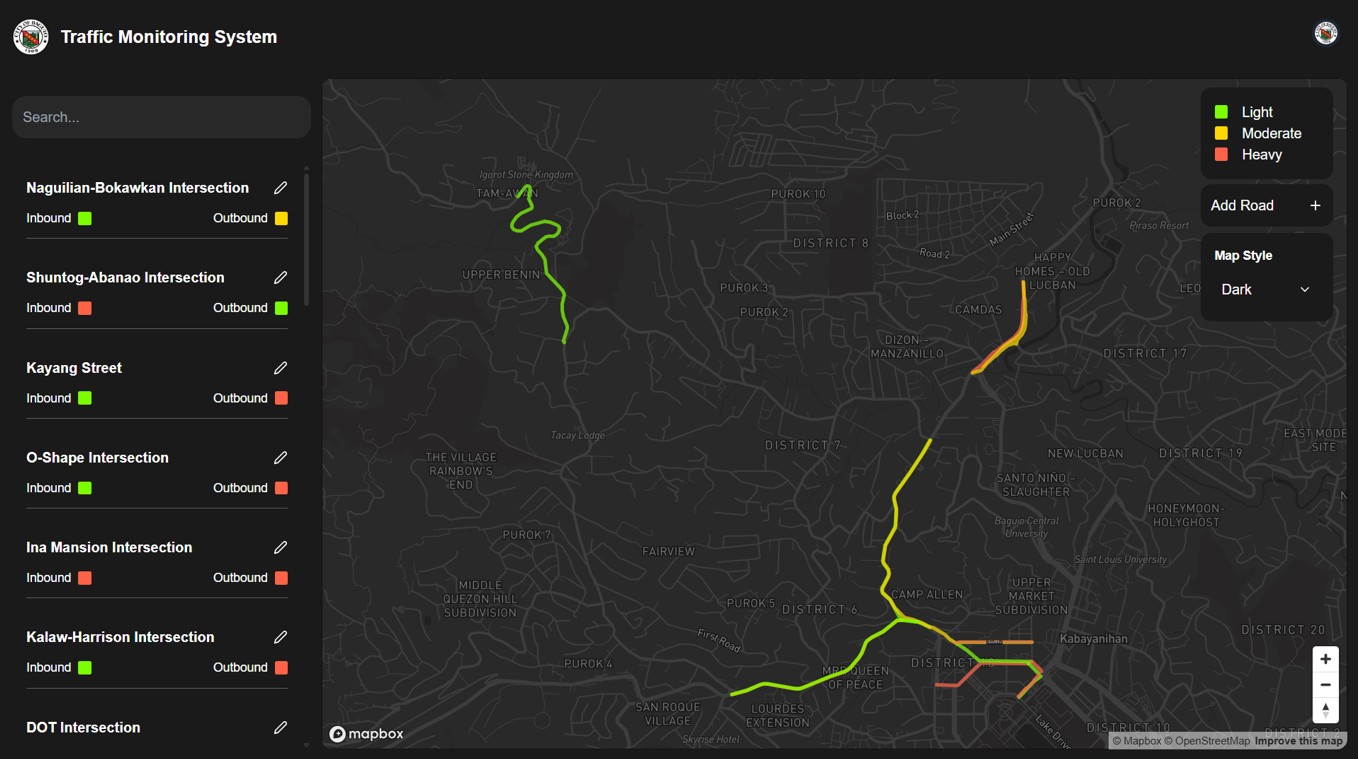 Traffic Monitoring System
Search...
Naguilian-Bokawkan Intersection
Inbound
Outbound
Shuntog-Abanao Intersection
Inbound
Outbound
Kayang Street
Inbound
Outbound
O-Shape Intersection
Inbound
Outbound
Ina Mansion Intersection
Inbound
Outbound
Kalaw-Harrison Intersection
Inbound
Outbound
DOT Intersection
Light
Moderate
Heavy
Add Road
Map Style
Dark
Igorot Stone Kingdom
TAM-AWAN
PUROK 10
PUROK 2
Block 2
Main-Street
Piraso Resort
DISTRICT 8
Road 2
HAPPY
HOMES - OLD
LUCBAN
UPPER BENIN
PUROK 3
LEO
PUROK 2
CAMDAS
DIZON -
MANZANILLO
DISTRICT 17
Tacay Lodge
DISTRICT 7
EAST MODE
SITE
THE VILLAGE
RAINBOW'S
END
NEW LUCBAN
DISTRICT 19
SANTO NIÑO -
SLAUGHTER
HONEYMOON-
HOLYGHOST
Baguio Central
University
PUROK 7
FAIRVIEW
Saint Louis University
MIDDLE
QUEZON HILL
SUBDIVISION
CAMP ALLEN
UPPER
MARKET
SUBDIVISION
PUROK 5
DISTRICT 6
First Road
Kabayanihan
DISTRICT 20
PUROK 4
DISTRICT
QUEEN
OF PEACE
SAN ROQUE
VILLAGE
LOURDES
EXTENSION
Lake Drive
DISTRICT 10
Skyrise Hotel
mapbox
© Mapbox © OpenStreetMap Improve this map